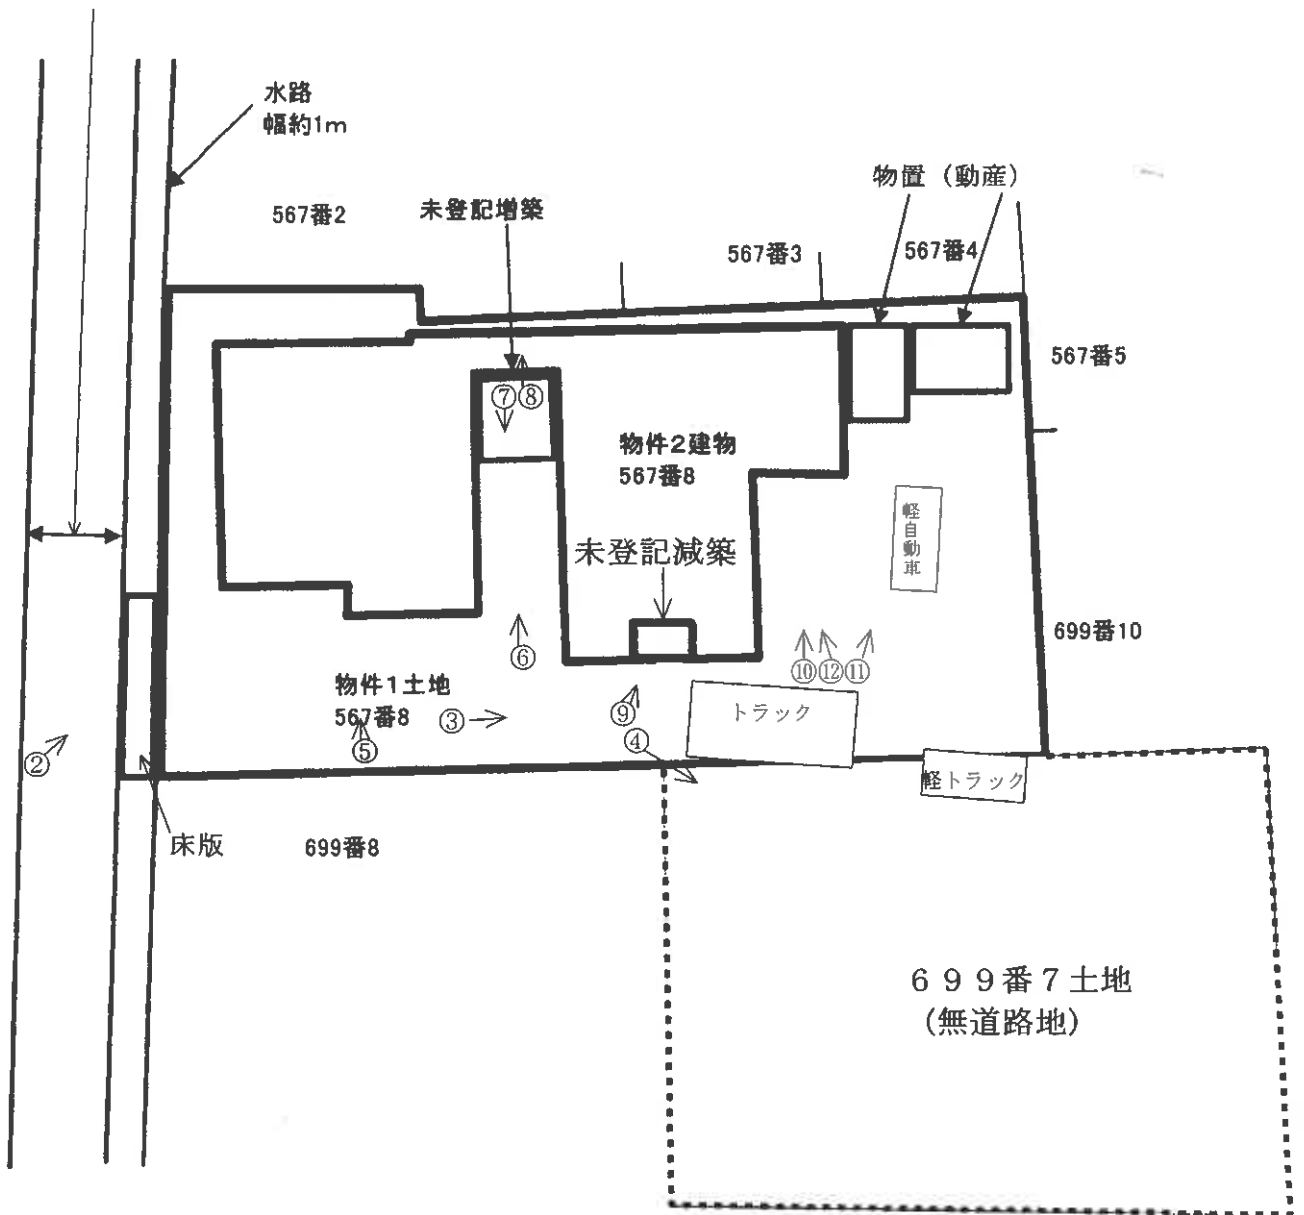 水路
幅約1m
物置（動産）
567番2
未登記増築
567番3
567番4
567番5
⑦
⑧
物件2建物
567番8
軽自動車
未登記減築
699番10
⑥
⑩
⑫
⑪
物件1土地
567番8
③
⑨
トラック
④
⑤
②
軽トラック
床版
699番8
699番7土地
(無道路地)